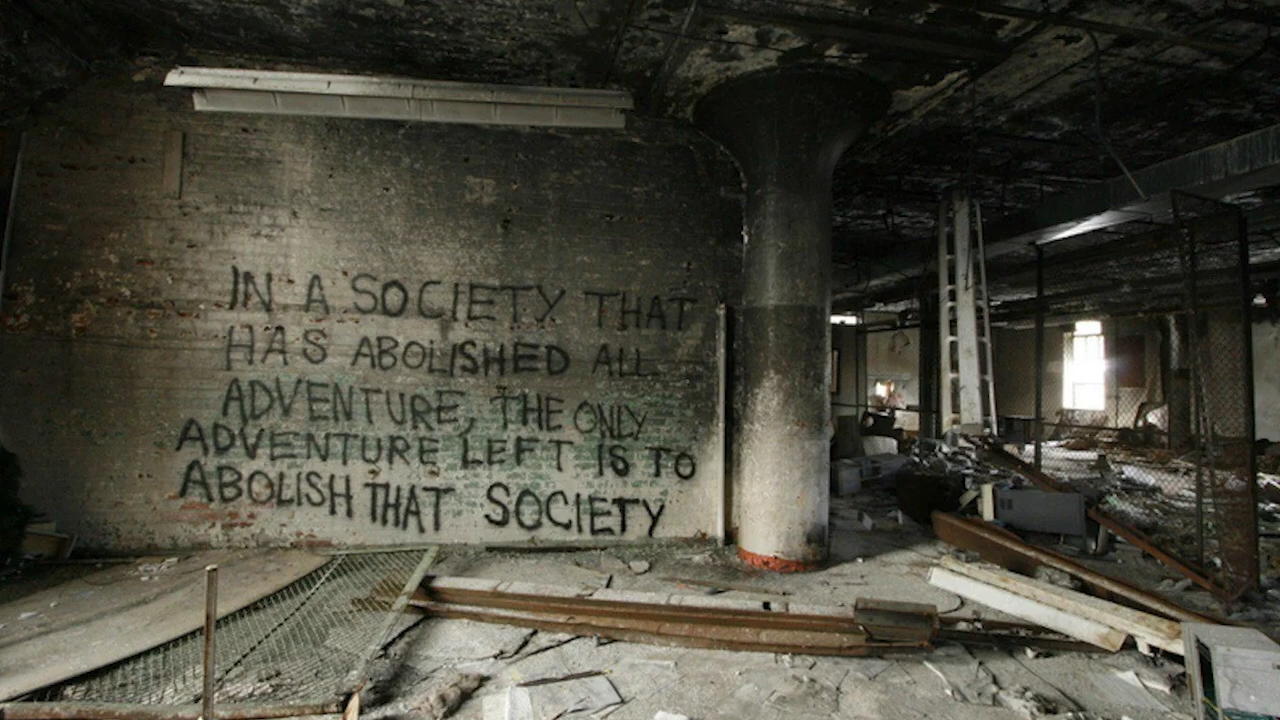 IN A SOCIETY THAT
HAS ABOLISHED ALL
ADVENTURE, THE ONLY
ADVENTURE LEFT IS TO
ABOLISH THAT SOCIETY